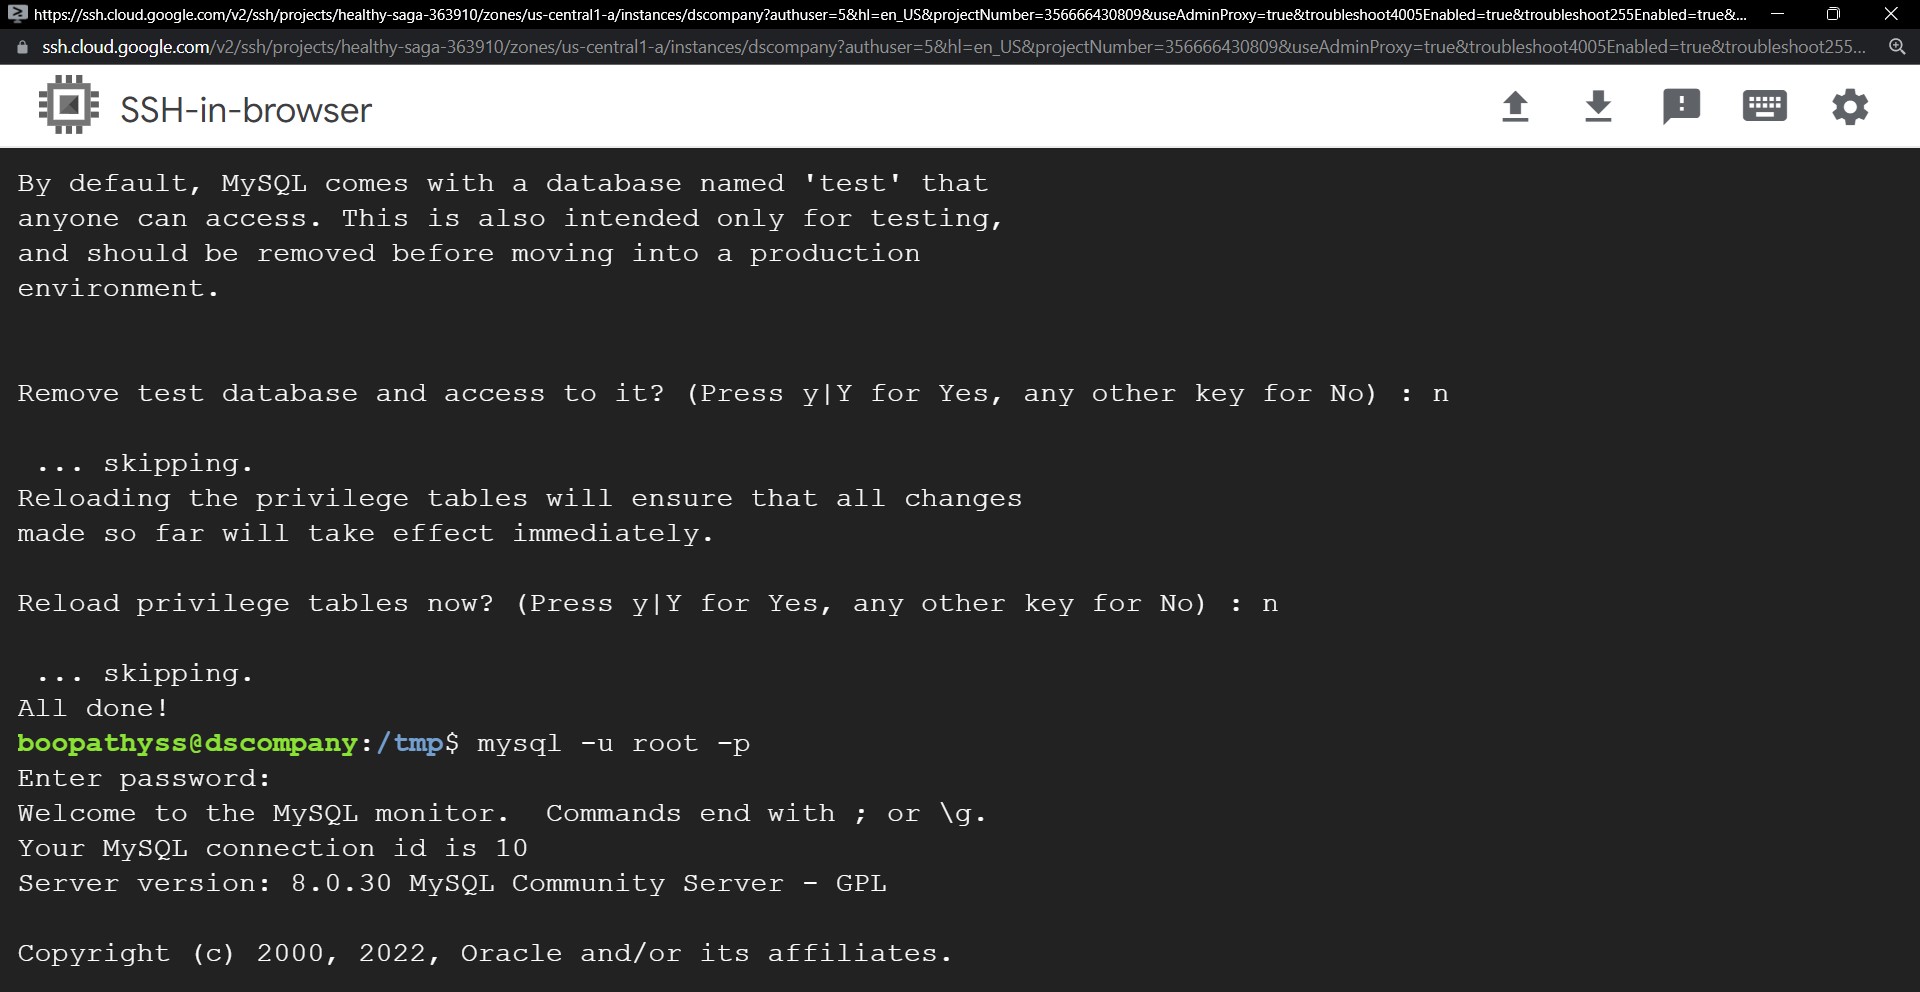 https://ssh.cloud.google.com/v2/ssh/projects/healthy-saga-363910/zones/us-central1-a/instances/dscompany?authuser=5&hl=en_US&projectNumber=356666430809&useAdminProxy=true&troubleshoot4005Enabled=true&troubleshoot255Enabled=true&...
ssh.cloud.google.com/v2/ssh/projects/healthy-saga-363910/zones/us-central1-a/instances/dscompany?authuser=5&hl=en_US&projectNumber=356666430809&useAdminProxy=true&troubleshoot4005Enabled=true&troubleshoot255...
SSH-in-browser
By default, MySQL comes with a database named 'test' that
anyone can access. This is also intended only for testing,
and should be removed before moving into a production
environment.
Remove test database and access to it? (Press y|Y for Yes, any other key for No) : n
... skipping.
Reloading the privilege tables will ensure that all changes
made so far will take effect immediately.
Reload privilege tables now? (Press y|Y for Yes, any other key for No) : n
... skipping.
All done!
boopathyss@dscompany:/tmp$ mysql -u root -p
Enter password:
Welcome to the MySQL monitor.  Commands end with ; or \g.
Your MySQL connection id is 10
Server version: 8.0.30 MySQL Community Server - GPL
Copyright (c) 2000, 2022, Oracle and/or its affiliates.